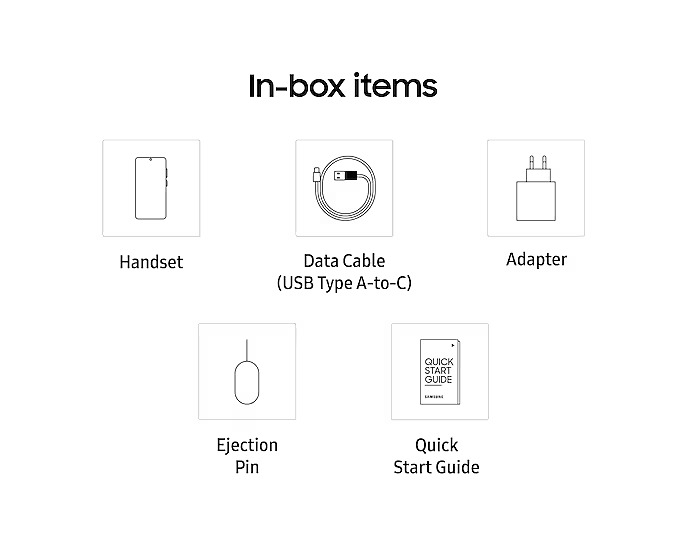 In-box items
Handset
Data Cable
(USB Type A-to-C)
Adapter
QUICK
START
GUIDE
SAMSUNG
Ejection
Pin
Quick
Start Guide